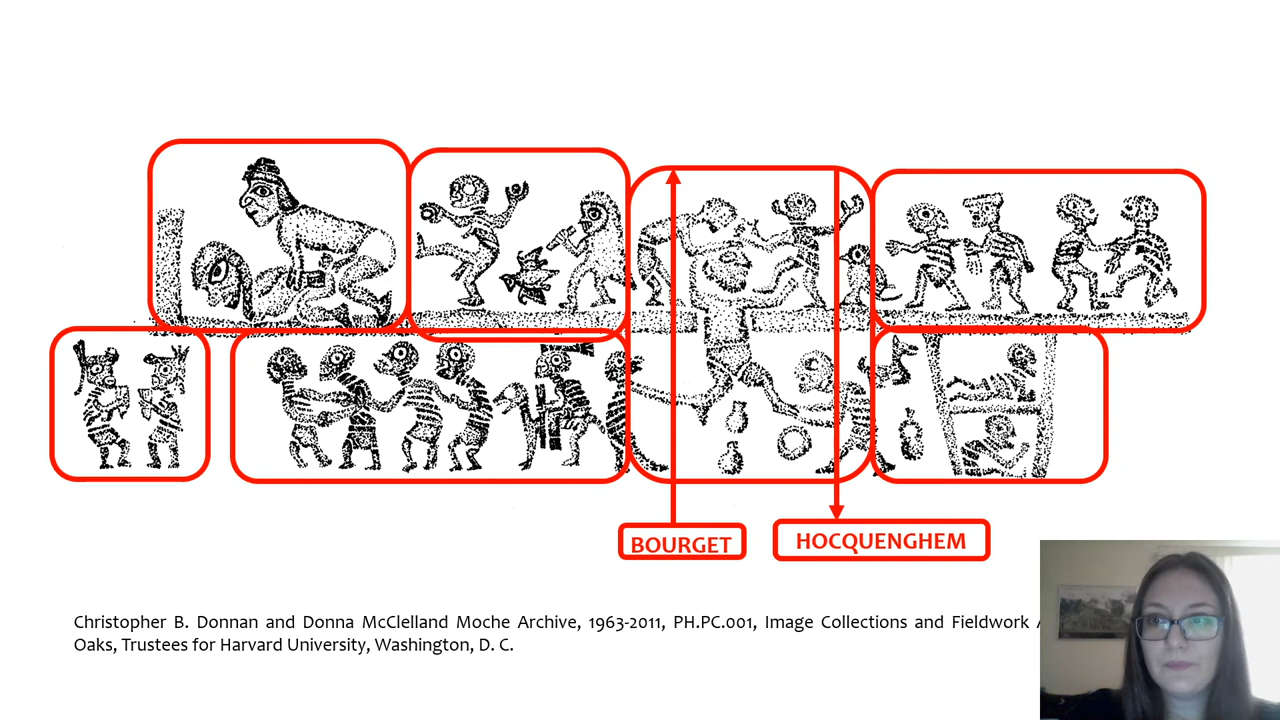 BOURGET
HOCQUENGHEM
Christopher B. Donnan and Donna McClelland Moche Archive, 1963-2011, PH.PC.001, Image Collections and Fieldwork
Oaks, Trustees for Harvard University, Washington, D. C.